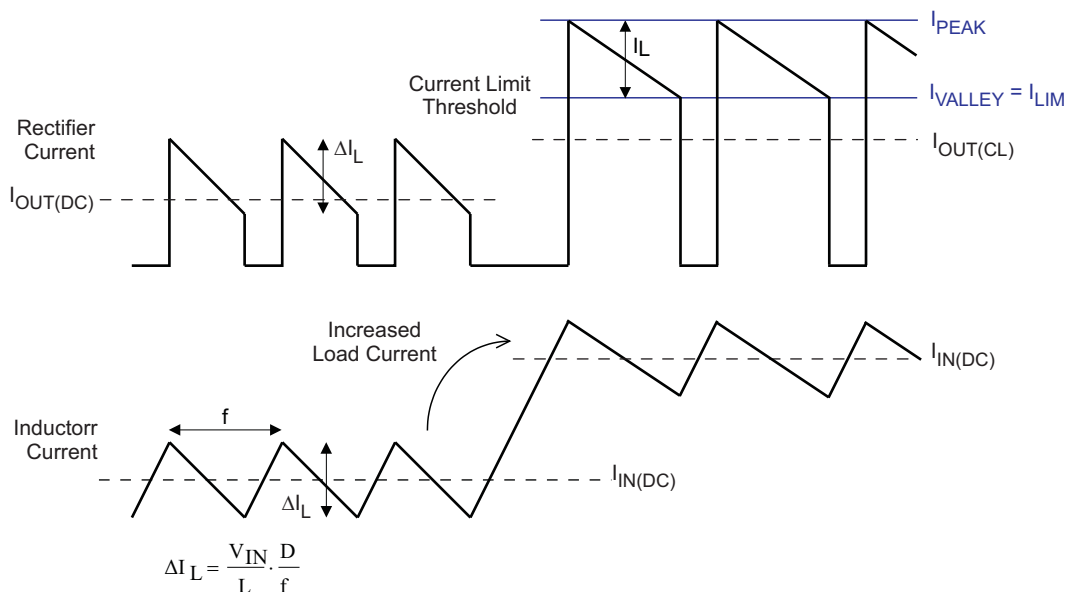 I_PEAK
I_L
Current Limit
Threshold
I_VALLEY = I_LIM
Rectifier
Current
ΔI_L
I_OUT(CL)
I_OUT(DC)
Increased
Load Current
I_IN(DC)
f
Inductorr
Current
I_IN(DC)
ΔI_L
ΔI_L = V_IN/L · D/f